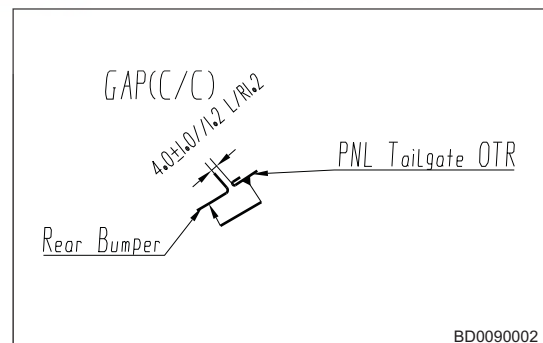 GAP(C/C)
4.0±1.0//1.2 L/R1.2
PNL Tailgate OTR
Rear Bumper
BD0090002